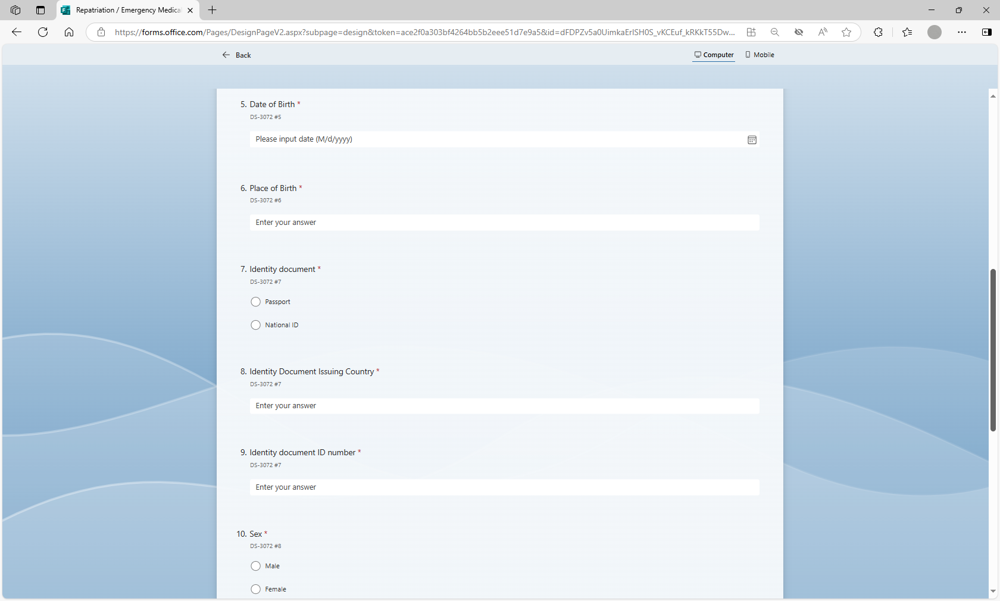 Repatriation / Emergency Medica
https://forms.office.com/Pages/DesignPageV2.aspx?subpage=design&token=ace2f0a303bf4264bb5b2eee51d7e9a5&id=dFDPZv5a0UimkaErISH0S_vKCEuf_kRKkT55Dw...
Back
Computer
Mobile
5. Date of Birth *
DS-3072 #5
Please input date (M/d/yyyy)
6. Place of Birth *
DS-3072 #6
Enter your answer
7. Identity document *
DS-3072 #7
Passport
National ID
8. Identity Document Issuing Country *
DS-3072 #7
Enter your answer
9. Identity document ID number *
DS-3072 #7
Enter your answer
10. Sex *
DS-3072 #8
Male
Female